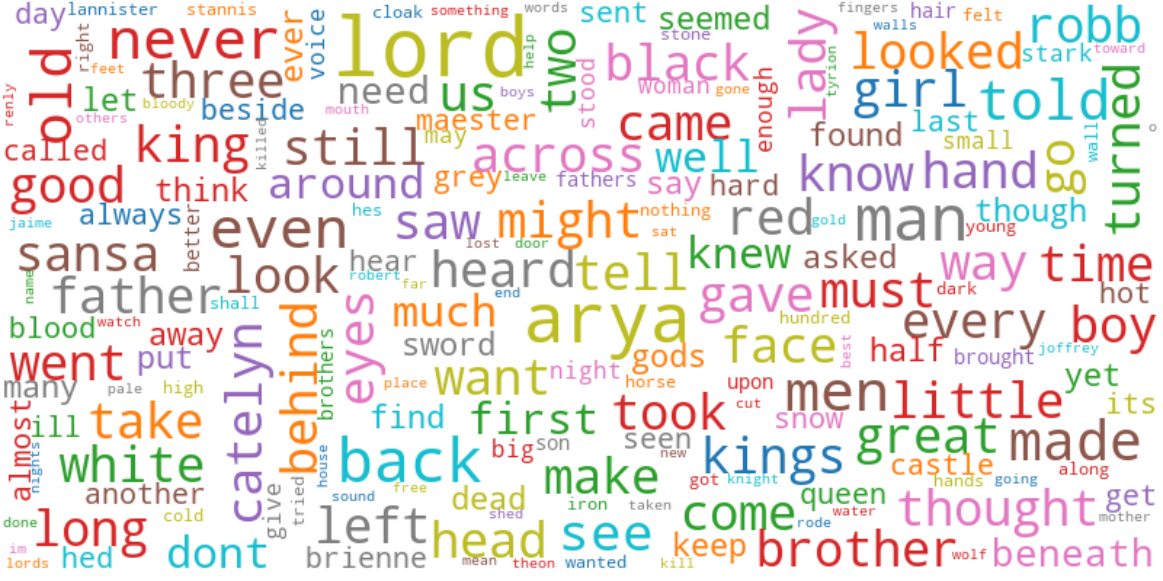 day lannister stannis cloak something words sent seemed fingers hair felt robb
old right never ever voice lord help two stone black lady walls looked stark toward
feet three need us boys stood woman gone tyrion girl told turned
renly let bloody beside mouth maester enough last
others king killed still may came found small wall o
called across well know hand go
good think around grey leave fathers say hard
jaime always better even hes saw might nothing sat red gold man young though
sansa look hear heard lost door tell knew asked way time
name father shall robert far end gave must dark hot
blood watch away catelyn behind brothers eyes much arya hundred every boy
went put sword gods face best half brought joffrey
many pale high place want night horse upon men little yet
almost ill take find first took cut snow great its
nights white house back big son seen new kings made
another make got knight castle along
cold give tried sound free dead iron taken queen hands going get
done long left shed come rode water thought mother
im hed dont head see keep brother beneath
lords brienne mean theon wanted kill wolf